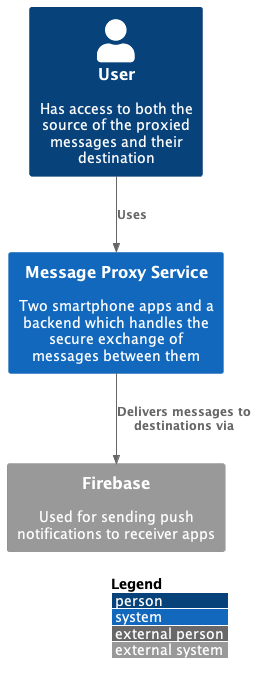 User
Has access to both the
source of the proxied
messages and their
destination
Uses
Message Proxy Service
Two smartphone apps and a
backend which handles the
secure exchange of
messages between them
Delivers messages to
destinations via
Firebase
Used for sending push
notifications to receiver apps
Legend
person
system
external person
external system